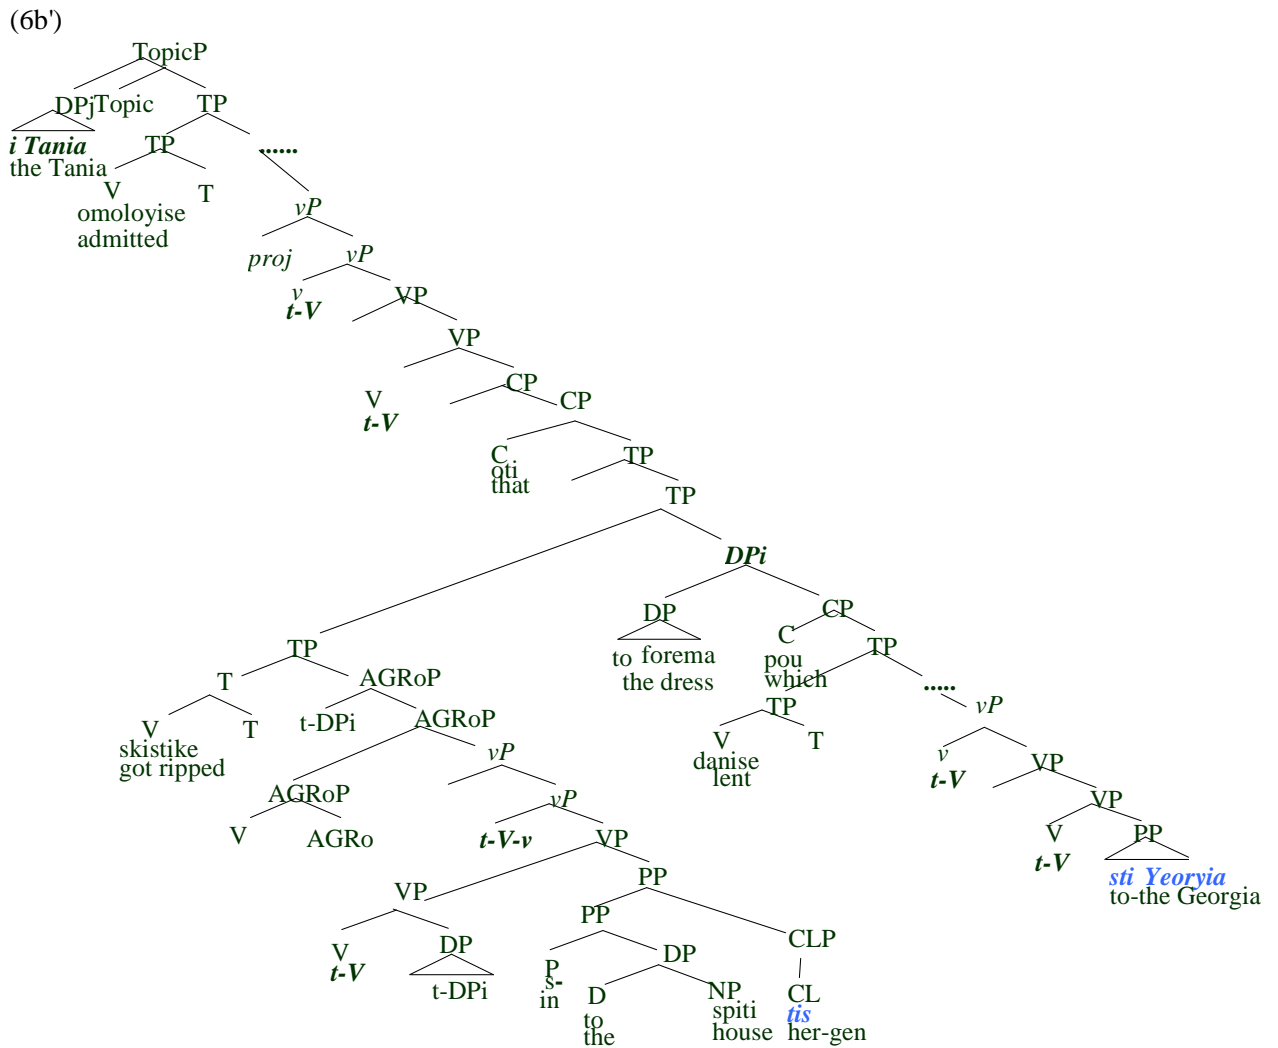 (6b')
TopicP
DPj Topic TP
i Tania TP ......
the Tania
V T
omoloyise vP
admitted
proj vP
v VP
t-V
VP
V CP CP
t-V
C TP
oti
that TP
DPi
DP CP
TP to forema C TP
the dress pou
which
T AGRoP TP ..... vP
V T t-DPi AGRoP V T v VP
skistike danise t-V
got ripped lent
vP
AGRoP vP VP
V AGRo t-V-v VP V PP
t-V sti Yeoryia
to-the Georgia
VP PP
PP CLP
V DP P DP
t-V t-DPi s-
in D NP CL
to spiti tis
the house her-gen